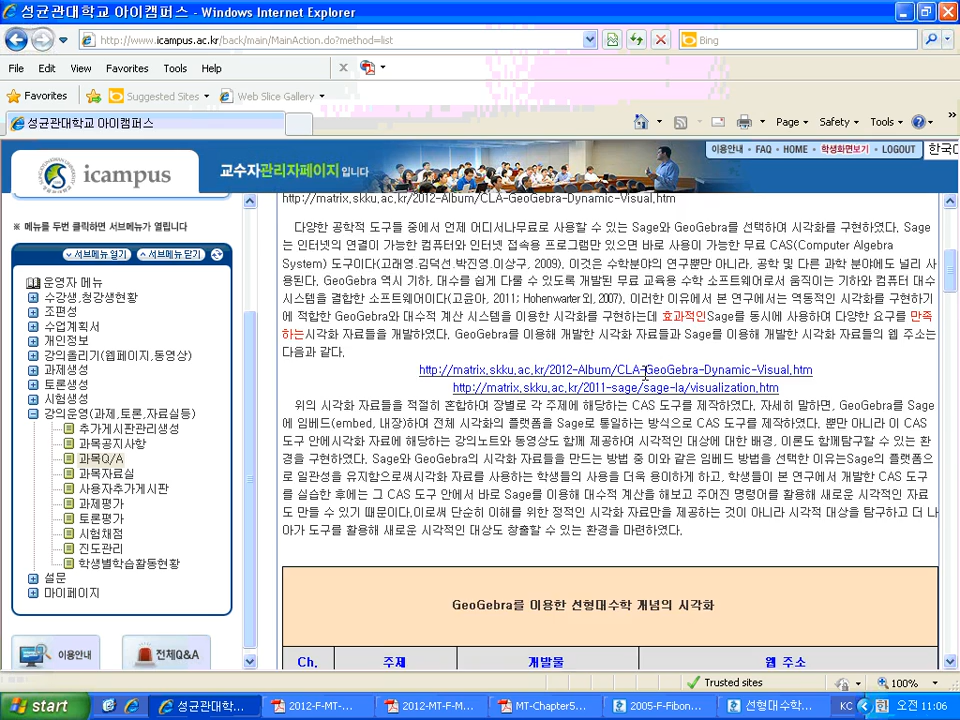 성균관대학교 아이캠퍼스 - Windows Internet Explorer
http://www.icampus.ac.kr/back/main/MainAction.do?method=list
Bing
File Edit View Favorites Tools Help
Favorites Suggested Sites Web Slice Gallery
성균관대학교 아이캠퍼스
Page Safety Tools
icampus
교수자관리자페이지 입니다
이용안내 FAQ HOME 학생화면보기 LOGOUT
※ 메뉴를 두번 클릭하면 서브메뉴가 열립니다
서브메뉴 열기 서브메뉴 닫기
운영자 메뉴
수강생,청강생현황
조편성
수업계획서
개인정보
강의올리기(웹페이지,동영상)
과제생성
토론생성
시험생성
강의운영(과제,토론,자료실등)
추가게시판관리생성
과목공지사항
과목Q/A
과목자료실
사용자추가게시판
과제평가
토론평가
시험채점
진도관리
학생별학습활동현황
설문
마이페이지
이용안내 전체Q&A
http://matrix.skku.ac.kr/2012-Album/CLA-GeoGebra-Dynamic-Visual.htm
다양한 공학적 도구들 중에서 언제 어디서나무료로 사용할 수 있는 Sage와 GeoGebra를 선택하여 시각화를 구현하였다. Sage
는 인터넷의 연결이 가능한 컴퓨터와 인터넷 접속용 프로그램만 있으면 바로 사용이 가능한 무료 CAS(Computer Algebra
System) 도구이다(고래영.김덕선.박진영.이상구, 2009). 이것은 수학분야의 연구뿐만 아니라, 공학 및 다른 과학 분야에도 널리 사
용된다. GeoGebra 역시 기하, 대수를 쉽게 다룰 수 있도록 개발된 무료 교육용 수학 소프트웨어로서 움직이는 기하와 컴퓨터 대수
시스템을 결합한 소프트웨어이다(고윤아, 2011; Hohenwarter외, 2007). 이러한 이유에서 본 연구에서는 역동적인 시각화를 구현하기
에 적합한 GeoGebra와 대수적 계산 시스템을 이용한 시각화를 구현하는데 효과적인Sage를 동시에 사용하여 다양한 요구를 만족
하는시각화 자료들을 개발하였다. GeoGebra를 이용해 개발한 시각화 자료들과 Sage를 이용해 개발한 시각화 자료들의 웹 주소는
다음과 같다.
http://matrix.skku.ac.kr/2012-Album/CLA-GeoGebra-Dynamic-Visual.htm
http://matrix.skku.ac.kr/2011-sage/sage-la/visualization.htm
위의 시각화 자료들을 적절히 혼합하여 장별로 각 주제에 해당하는 CAS 도구를 제작하였다. 자세히 말하면, GeoGebra를 Sage
에 임베드(embed, 내장)하여 전체 시각화의 플랫폼을 Sage로 통일하는 방식으로 CAS 도구를 제작하였다. 뿐만 아니라 이 CAS
도구 안에시각화 자료에 해당하는 강의노트와 동영상도 함께 제공하여 시각적인 대상에 대한 배경, 이론도 함께탐구할 수 있는 환
경을 구현하였다. Sage와 GeoGebra의 시각화 자료들을 만드는 방법 중 이와 같은 임베드 방법을 선택한 이유는Sage의 플랫폼으
로 일관성을 유지함으로써시각화 자료를 사용하는 학생들의 사용을 더욱 용이하게 하고, 학생들이 본 연구에서 개발한 CAS 도구
를 실습한 후에는 그 CAS 도구 안에서 바로 Sage를 이용해 대수적 계산을 해보고 주어진 명령어를 활용해 새로운 시각적인 자료
도 만들 수 있기 때문이다.이로써 단순히 이해를 위한 정적인 시각화 자료만을 제공하는 것이 아니라 시각적 대상을 탐구하고 더 나
아가 도구를 활용해 새로운 시각적인 대상도 창출할 수 있는 환경을 마련하였다.
GeoGebra를 이용한 선형대수학 개념의 시각화
Ch. 주제 개발물 웹 주소
Trusted sites 100%
start 성균관대학... 2012-F-MT-... 2012-MT-F-M... MT-Chapter5... 2005-F-Fibon... 선형대수학... KC 오전 11:06